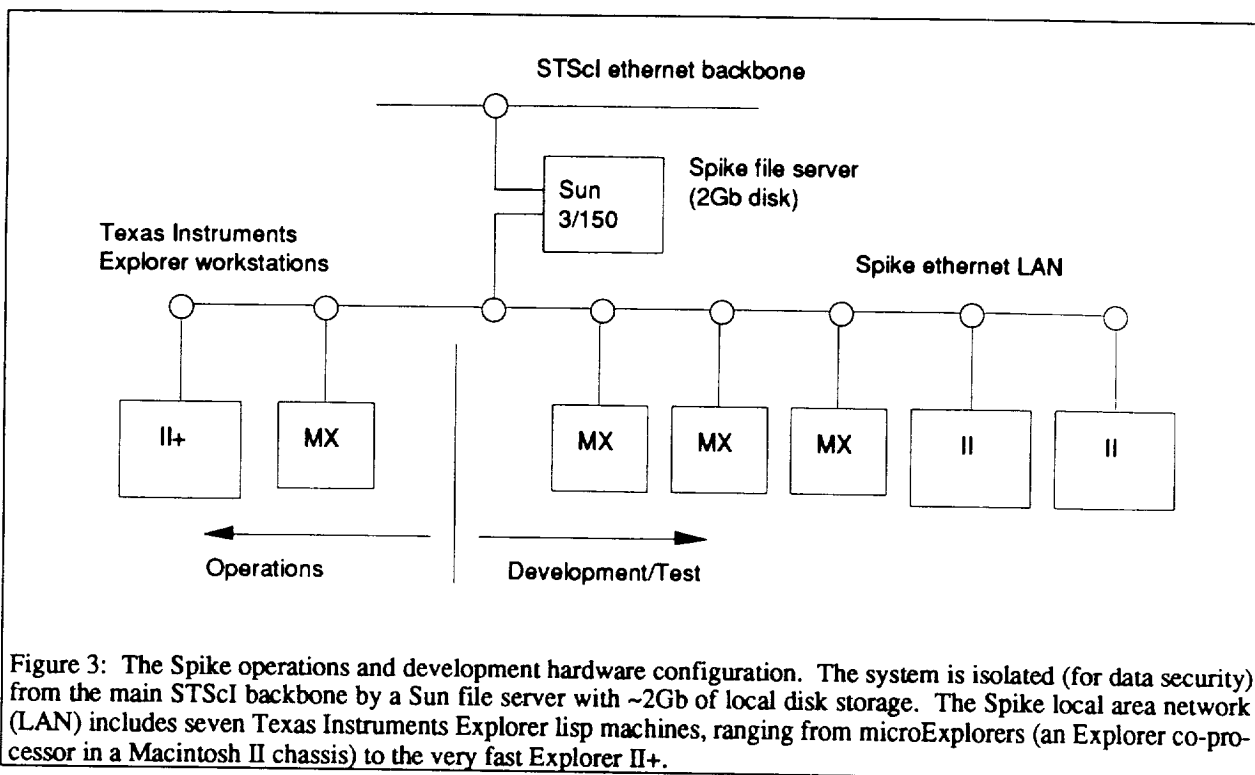 STScI ethernet backbone
Sun
3/150
Spike file server
(2Gb disk)
Texas Instruments
Explorer workstations
Spike ethernet LAN
II+
MX
MX
MX
MX
II
II
Operations
Development/Test
Figure 3: The Spike operations and development hardware configuration. The system is isolated (for data security)
from the main STScI backbone by a Sun file server with ~2Gb of local disk storage. The Spike local area network
(LAN) includes seven Texas Instruments Explorer lisp machines, ranging from microExplorers (an Explorer co-pro-
cessor in a Macintosh II chassis) to the very fast Explorer II+.